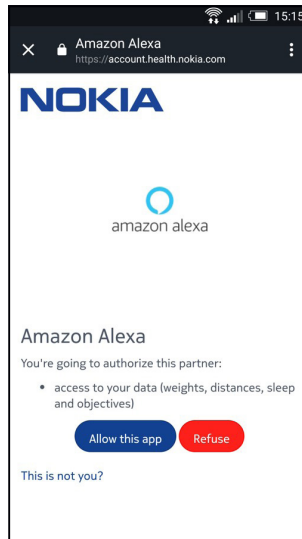 15:15
Amazon Alexa
https://account.health.nokia.com
NOKIA
amazon alexa
Amazon Alexa
You're going to authorize this partner:
• access to your data (weights, distances, sleep
and objectives)
Allow this app Refuse
This is not you?